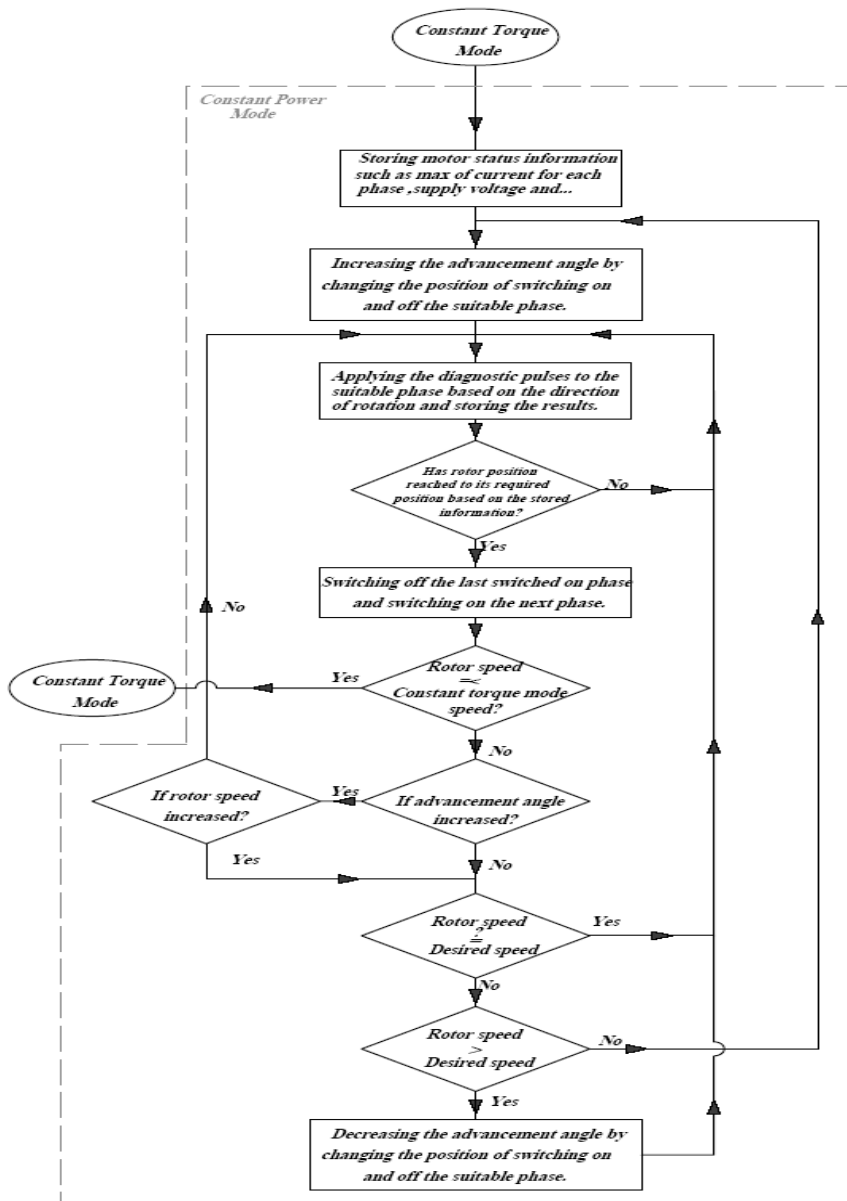 Constant Torque
Mode
Constant Power
Mode
Storing motor status information
such as max of current for each
phase ,supply voltage and...
Increasing the advancement angle by
changing the position of switching on
and off the suitable phase.
Applying the diagnostic pulses to the
suitable phase based on the direction
of rotation and storing the results.
Has rotor position
reached to its required
position based on the stored
information?
No
Yes
Switching off the last switched on phase
and switching on the next phase.
No
Rotor speed
=<
Constant torque mode
speed?
Yes
Constant Torque
Mode
No
If rotor speed
increased?
Yes
If advancement angle
increased?
Yes
No
Rotor speed
?
=
Desired speed
Yes
No
Rotor speed
>
Desired speed
No
Yes
Decreasing the advancement angle by
changing the position of switching on
and off the suitable phase.